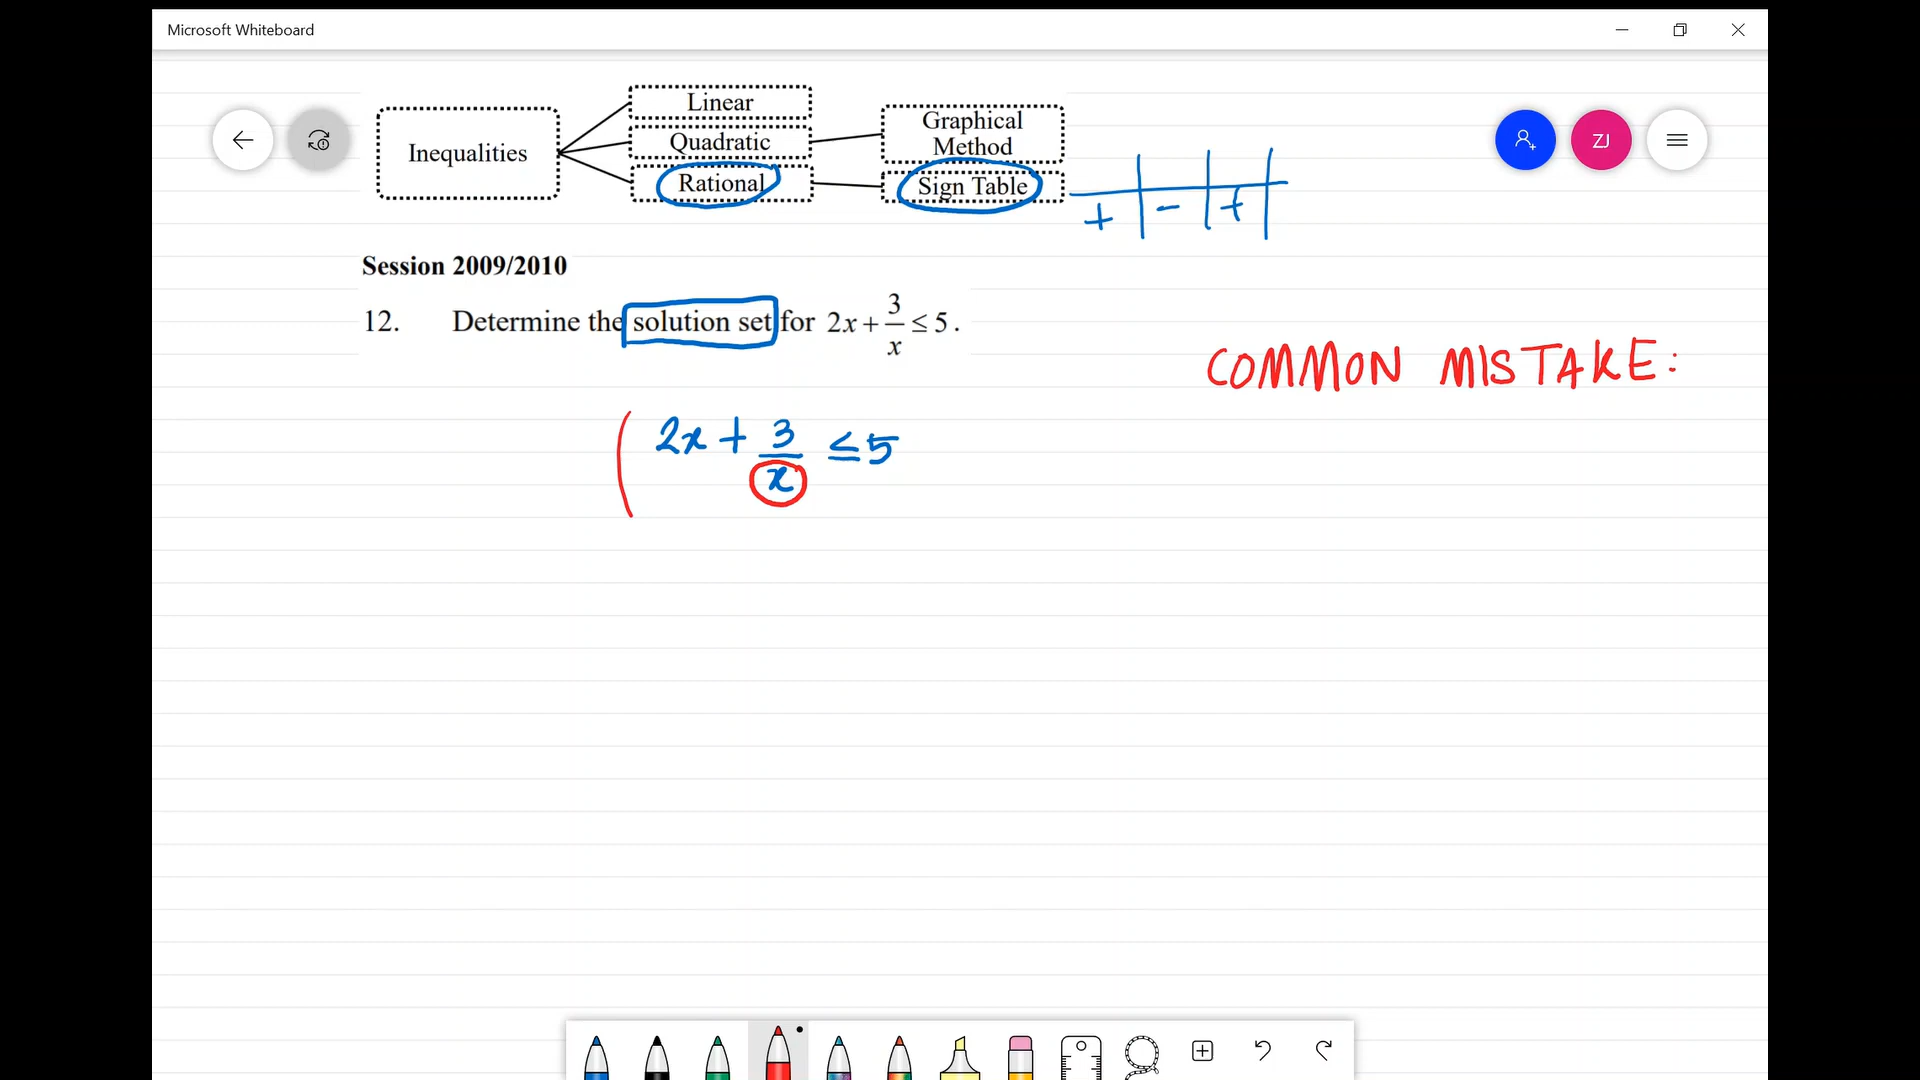 Microsoft Whiteboard
Inequalities
Linear
Quadratic
Rational
Graphical
Method
Sign Table
+ - +
ZJ
Session 2009/2010
12. Determine the solution set for 2x + 3/x ≤ 5.
COMMON MISTAKE:
( 2x + 3/x ≤ 5